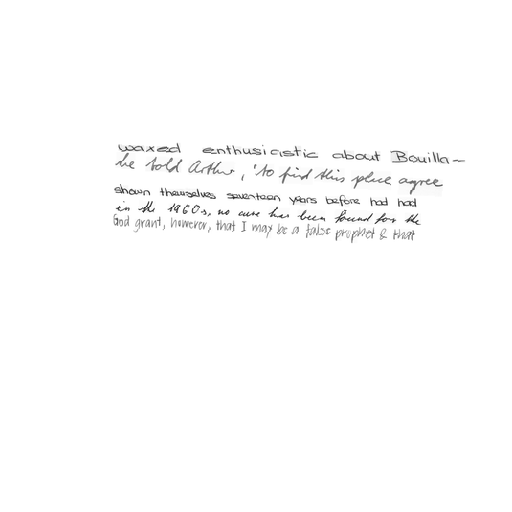 waxed enthusiastic about Bouilla-
he told Arthur, 'to find this place agree
shown themselves seventeen years before had had
in the 1960s, no cure has been found for the
God grant, however, that I may be a false prophet & that